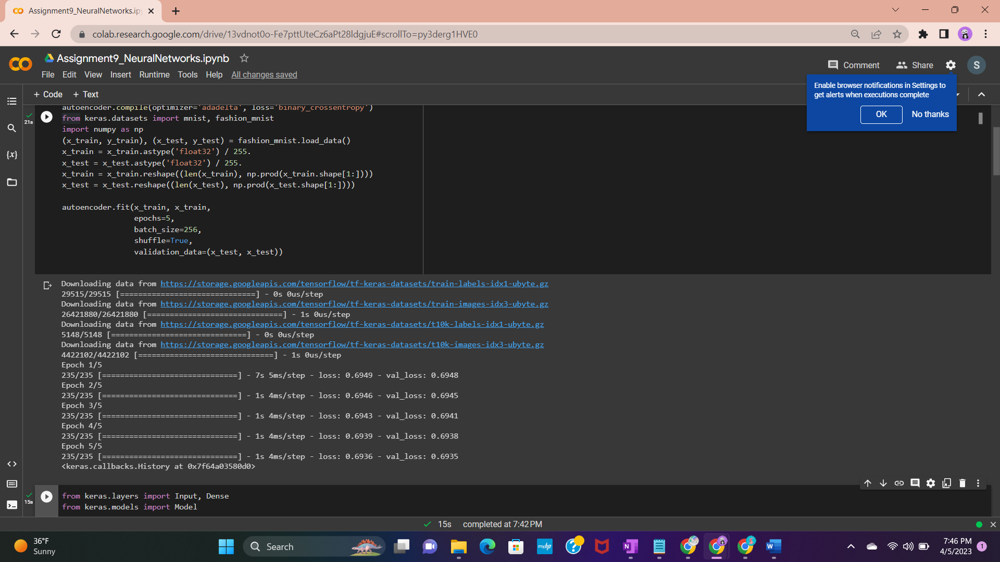 Assignment9_NeuralNetworks.ip
colab.research.google.com/drive/13vdnot0o-Fe7pttUteCz6aPt28ldgjuE#scrollTo=py3derg1HVE0
Assignment9_NeuralNetworks.ipynb
File Edit View Insert Runtime Tools Help All changes saved
Comment Share S
+ Code + Text
Enable browser notifications in Settings to
get alerts when executions complete
OK No thanks
21s
autoencoder.compile(optimizer='adadelta', loss='binary_crossentropy')
from keras.datasets import mnist, fashion_mnist
import numpy as np
(x_train, y_train), (x_test, y_test) = fashion_mnist.load_data()
x_train = x_train.astype('float32') / 255.
x_test = x_test.astype('float32') / 255.
x_train = x_train.reshape((len(x_train), np.prod(x_train.shape[1:])))
x_test = x_test.reshape((len(x_test), np.prod(x_test.shape[1:])))
autoencoder.fit(x_train, x_train,
epochs=5,
batch_size=256,
shuffle=True,
validation_data=(x_test, x_test))
Downloading data from https://storage.googleapis.com/tensorflow/tf-keras-datasets/train-labels-idx1-ubyte.gz
29515/29515 [==============================] - 0s 0us/step
Downloading data from https://storage.googleapis.com/tensorflow/tf-keras-datasets/train-images-idx3-ubyte.gz
26421880/26421880 [==============================] - 1s 0us/step
Downloading data from https://storage.googleapis.com/tensorflow/tf-keras-datasets/t10k-labels-idx1-ubyte.gz
5148/5148 [==============================] - 0s 0us/step
Downloading data from https://storage.googleapis.com/tensorflow/tf-keras-datasets/t10k-images-idx3-ubyte.gz
4422102/4422102 [==============================] - 1s 0us/step
Epoch 1/5
235/235 [==============================] - 7s 5ms/step - loss: 0.6949 - val_loss: 0.6948
Epoch 2/5
235/235 [==============================] - 1s 4ms/step - loss: 0.6946 - val_loss: 0.6945
Epoch 3/5
235/235 [==============================] - 1s 4ms/step - loss: 0.6943 - val_loss: 0.6941
Epoch 4/5
235/235 [==============================] - 1s 4ms/step - loss: 0.6939 - val_loss: 0.6938
Epoch 5/5
235/235 [==============================] - 1s 4ms/step - loss: 0.6936 - val_loss: 0.6935
<keras.callbacks.History at 0x7f64a03580d0>
15s
from keras.layers import Input, Dense
from keras.models import Model
15s completed at 7:42 PM
36°F
Sunny
Search
myhp
7:46 PM
4/5/2023
1